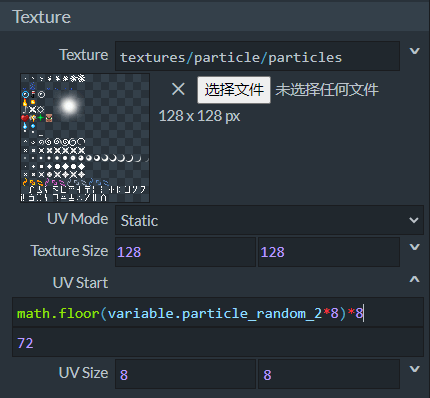 Texture
Texture textures/particle/particles
选择文件 未选择任何文件
128 x 128 px
UV Mode Static
Texture Size 128 128
UV Start
math.floor(variable.particle_random_2*8)*8
72
UV Size 8 8